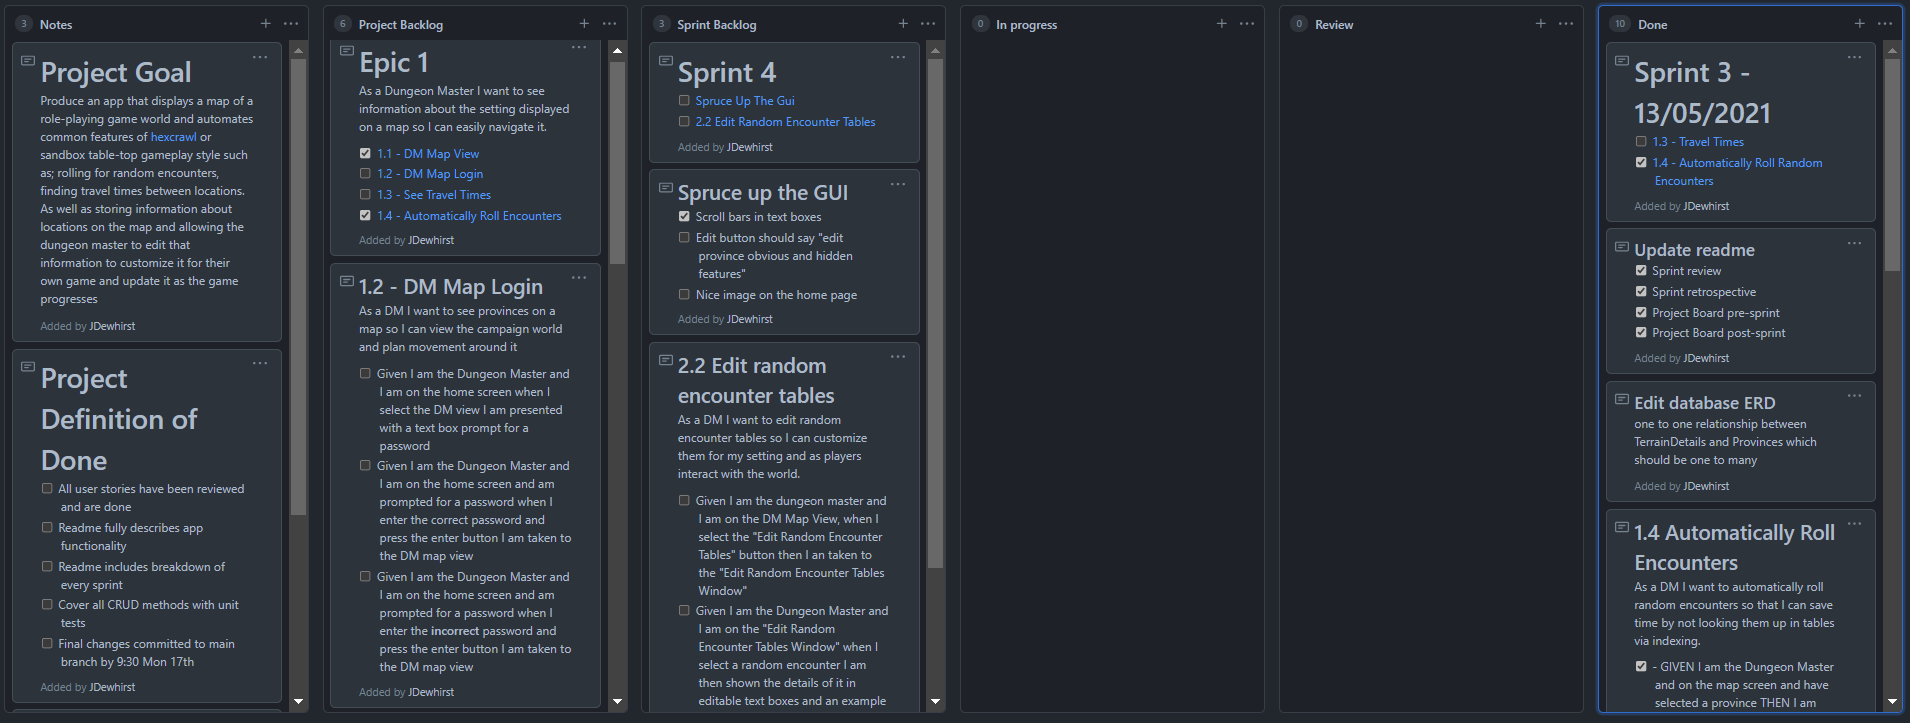 3 Notes
Project Goal
Produce an app that displays a map of a
role-playing game world and automates
common features of hexcrawl or
sandbox table-top gameplay style such
as; rolling for random encounters,
finding travel times between locations.
As well as storing information about
locations on the map and allowing the
dungeon master to edit that
information to customize it for their
own game and update it as the game
progresses
Added by JDewhirst
Project
Definition of
Done
All user stories have been reviewed
and are done
Readme fully describes app
functionality
Readme includes breakdown of
every sprint
Cover all CRUD methods with unit
tests
Final changes committed to main
branch by 9:30 Mon 17th
Added by JDewhirst
6 Project Backlog
Epic 1
As a Dungeon Master I want to see
information about the setting displayed
on a map so I can easily navigate it.
1.1 - DM Map View
1.2 - DM Map Login
1.3 - See Travel Times
1.4 - Automatically Roll Encounters
Added by JDewhirst
1.2 - DM Map Login
As a DM I want to see provinces on a
map so I can view the campaign world
and plan movement around it
Given I am the Dungeon Master and
I am on the home screen when I
select the DM view I am presented
with a text box prompt for a
password
Given I am the Dungeon Master and
I am on the home screen and am
prompted for a password when I
enter the correct password and
press the enter button I am taken to
the DM map view
Given I am the Dungeon Master and
I am on the home screen and am
prompted for a password when I
enter the incorrect password and
press the enter button I am taken to
the DM map view
Added by JDewhirst
3 Sprint Backlog
Sprint 4
Spruce Up The Gui
2.2 Edit Random Encounter Tables
Added by JDewhirst
Spruce up the GUI
Scroll bars in text boxes
Edit button should say "edit
province obvious and hidden
features"
Nice image on the home page
Added by JDewhirst
2.2 Edit random
encounter tables
As a DM I want to edit random
encounter tables so I can customize
them for my setting and as players
interact with the world.
Given I am the dungeon master and
I am on the DM Map View, when I
select the "Edit Random Encounter
Tables" button then I an taken to
the "Edit Random Encounter Tables
Window"
Given I am the Dungeon Master and
I am on the "Edit Random
Encounter Tables Window" when I
select a random encounter I am
then shown the details of it in
editable text boxes and an example
0 In progress
0 Review
10 Done
Sprint 3 -
13/05/2021
1.3 - Travel Times
1.4 - Automatically Roll Random
Encounters
Added by JDewhirst
Update readme
Sprint review
Sprint retrospective
Project Board pre-sprint
Project Board post-sprint
Added by JDewhirst
Edit database ERD
one to one relationship between
TerrainDetails and Provinces which
should be one to many
Added by JDewhirst
1.4 Automatically Roll
Encounters
As a DM I want to automatically roll
random encounters so that I can save
time by not looking them up in tables
via indexing.
- GIVEN I am the Dungeon Master
and on the map screen and have
selected a province THEN I am